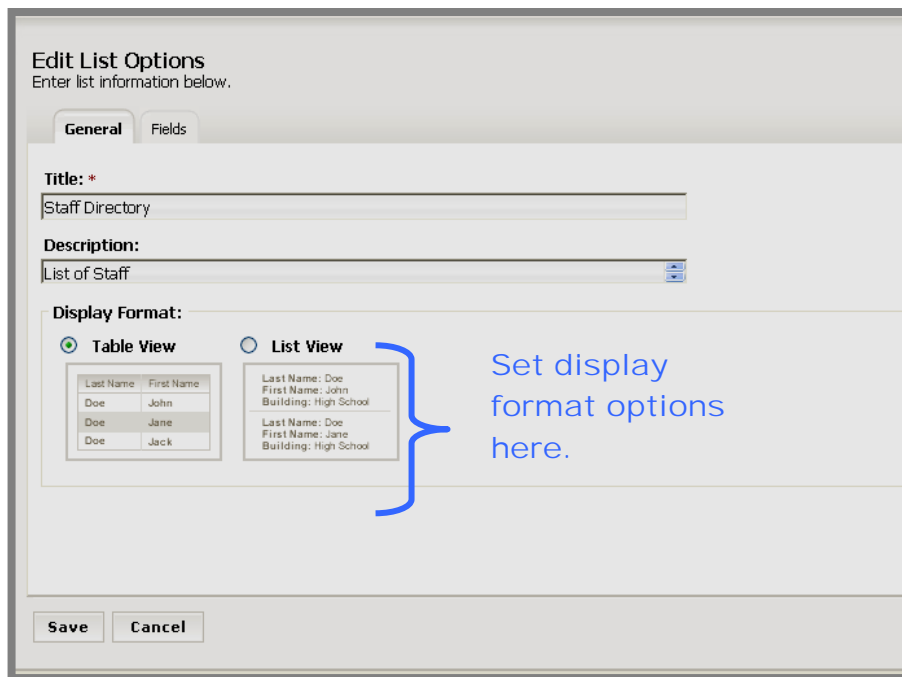 Edit List Options
Enter list information below.
General Fields
Title: *
Staff Directory
Description:
List of Staff
Display Format:
Table View List View
Last Name First Name
Doe John
Doe Jane
Doe Jack
Last Name: Doe
First Name: John
Building: High School
Last Name: Doe
First Name: Jane
Building: High School
Set display
format options
here.
Save Cancel